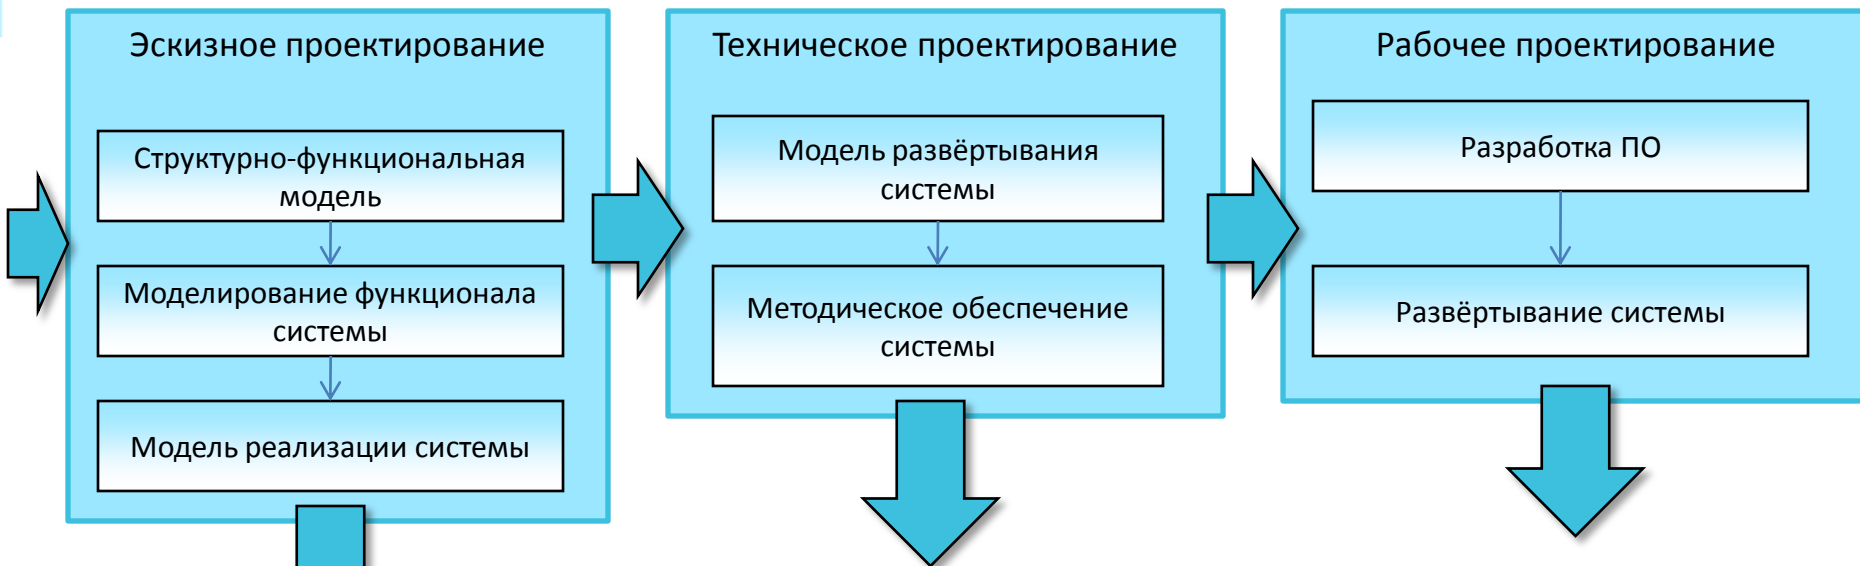 Эскизное проектирование
Структурно-функциональная
модель
Моделирование функционала
системы
Модель реализации системы
Техническое проектирование
Модель развёртывания
системы
Методическое обеспечение
системы
Рабочее проектирование
Разработка ПО
Развёртывание системы